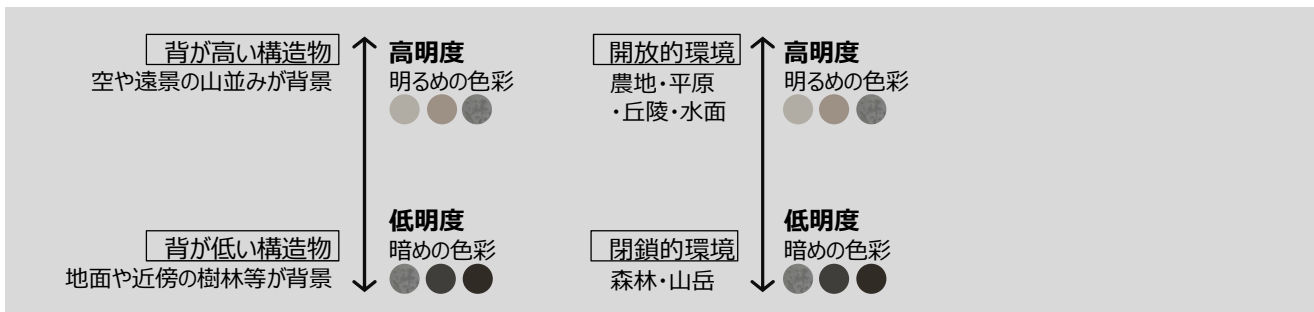 背が高い構造物
空や遠景の山並みが背景
高明度
明るめの色彩
背が低い構造物
地面や近傍の樹林等が背景
低明度
暗めの色彩
開放的環境
農地・平原
・丘陵・水面
高明度
明るめの色彩
閉鎖的環境
森林・山岳
低明度
暗めの色彩